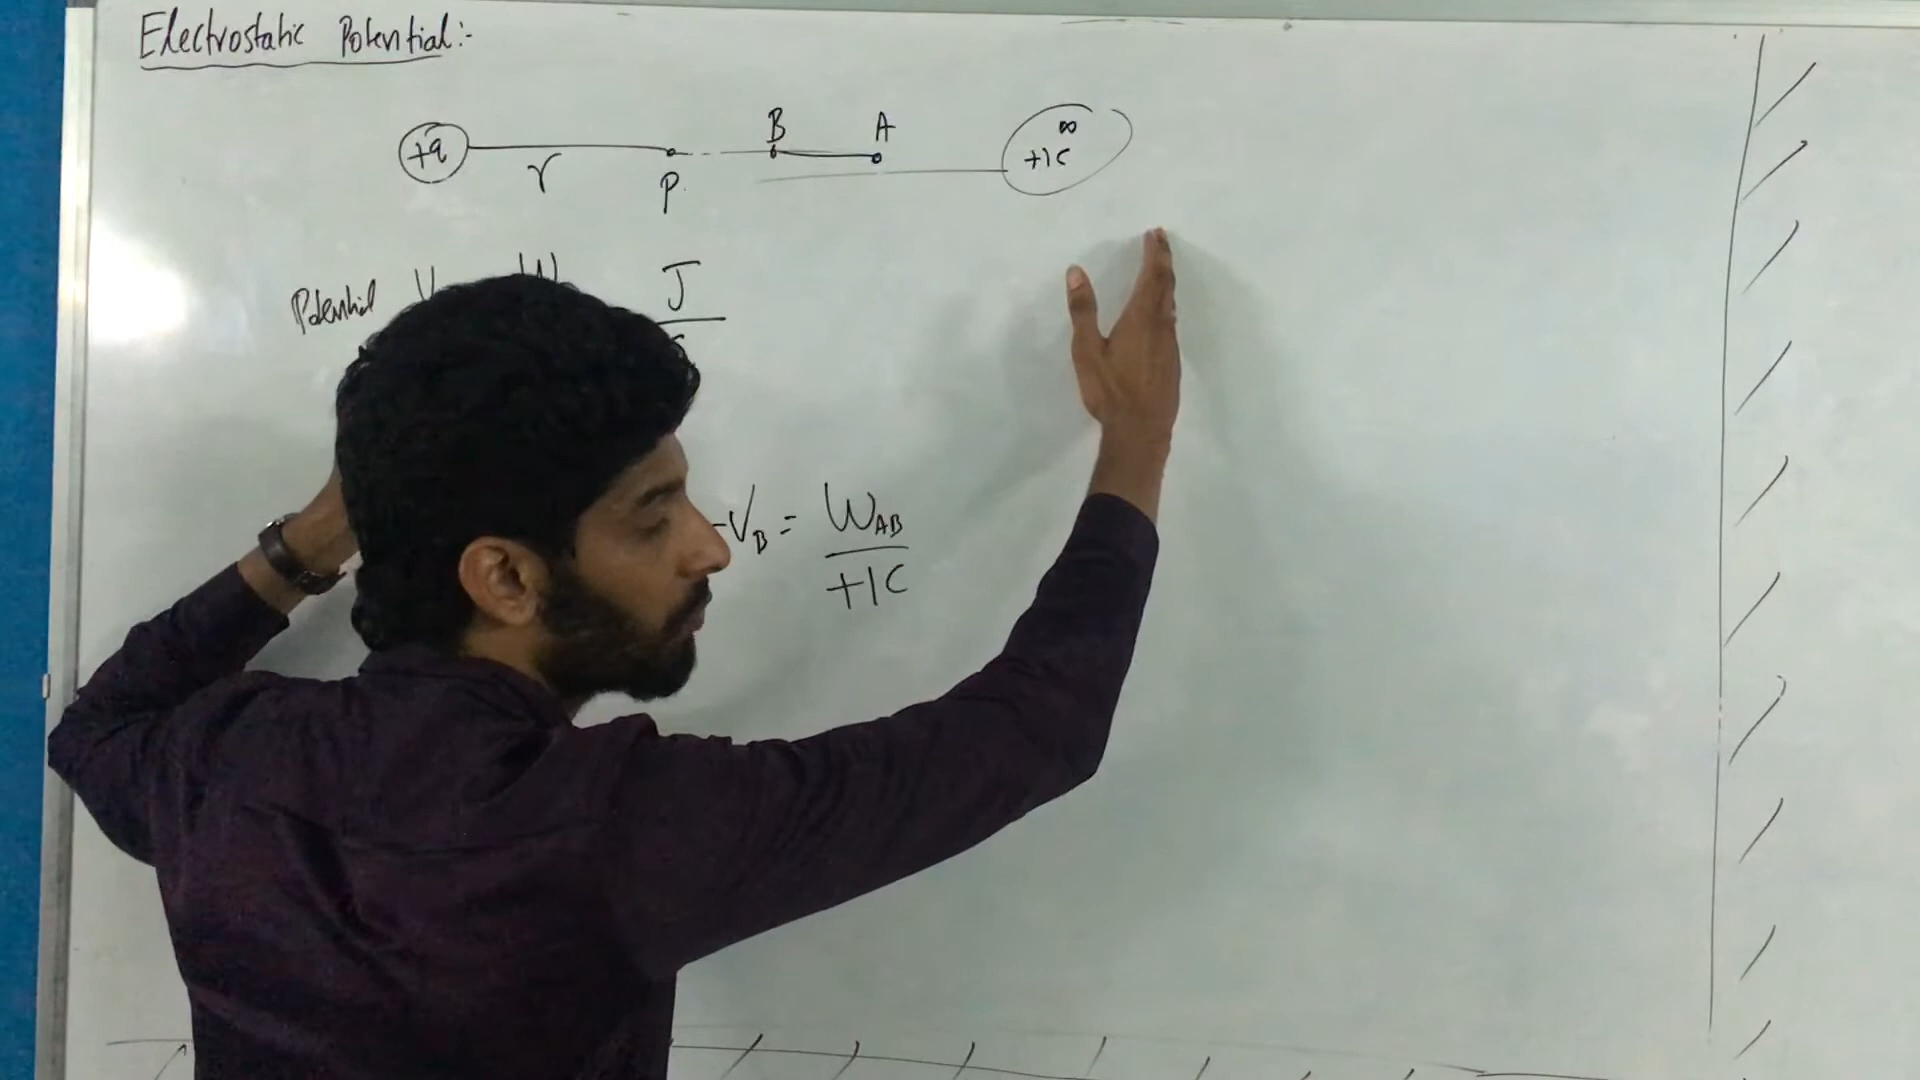 Electrostatic Potential:-
B A ∞
+q +1C
r
P
Potential V W J
-V_B = W_AB
+1C